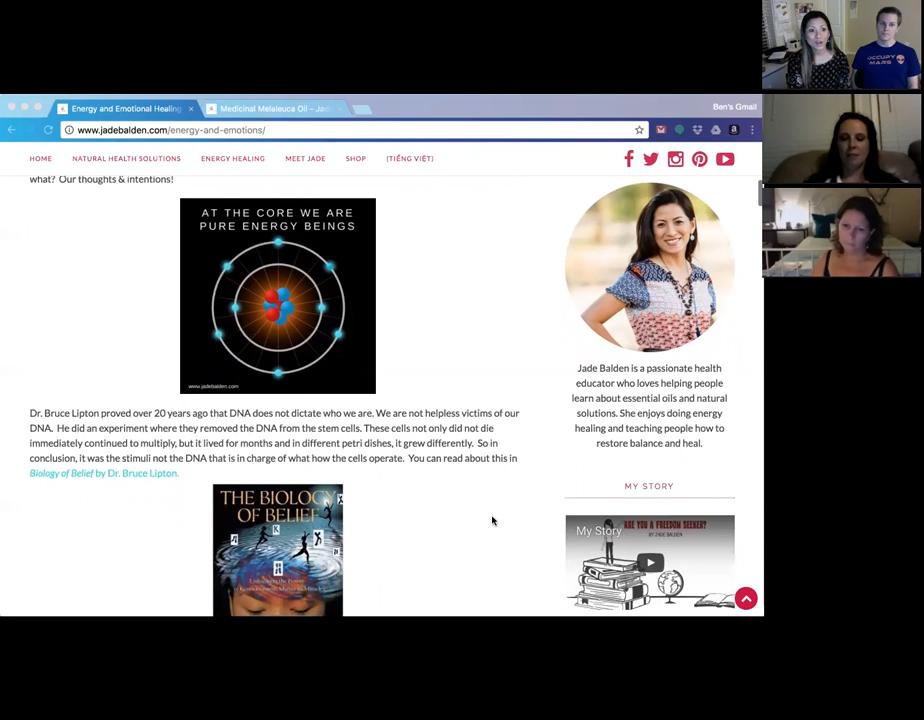 OCCUPY
MARS
Energy and Emotional Healing
Medicinal Melaleuca Oil – Jad
Ben's Gmail
www.jadebalden.com/energy-and-emotions/
HOME NATURAL HEALTH SOLUTIONS ENERGY HEALING MEET JADE SHOP (TIẾNG VIỆT)
what? Our thoughts & intentions!
AT THE CORE WE ARE
PURE ENERGY BEINGS
www.jadebalden.com
Dr. Bruce Lipton proved over 20 years ago that DNA does not dictate who we are. We are not helpless victims of our
DNA. He did an experiment where they removed the DNA from the stem cells. These cells not only did not die
immediately continued to multiply, but it lived for months and in different petri dishes, it grew differently. So in
conclusion, it was the stimuli not the DNA that is in charge of what how the cells operate. You can read about this in
Biology of Belief by Dr. Bruce Lipton.
THE BIOLOGY
OF BELIEF
Jade Balden is a passionate health
educator who loves helping people
learn about essential oils and natural
solutions. She enjoys doing energy
healing and teaching people how to
restore balance and heal.
MY STORY
My Story
ARE YOU A FREEDOM SEEKER?
BY JADE BALDEN